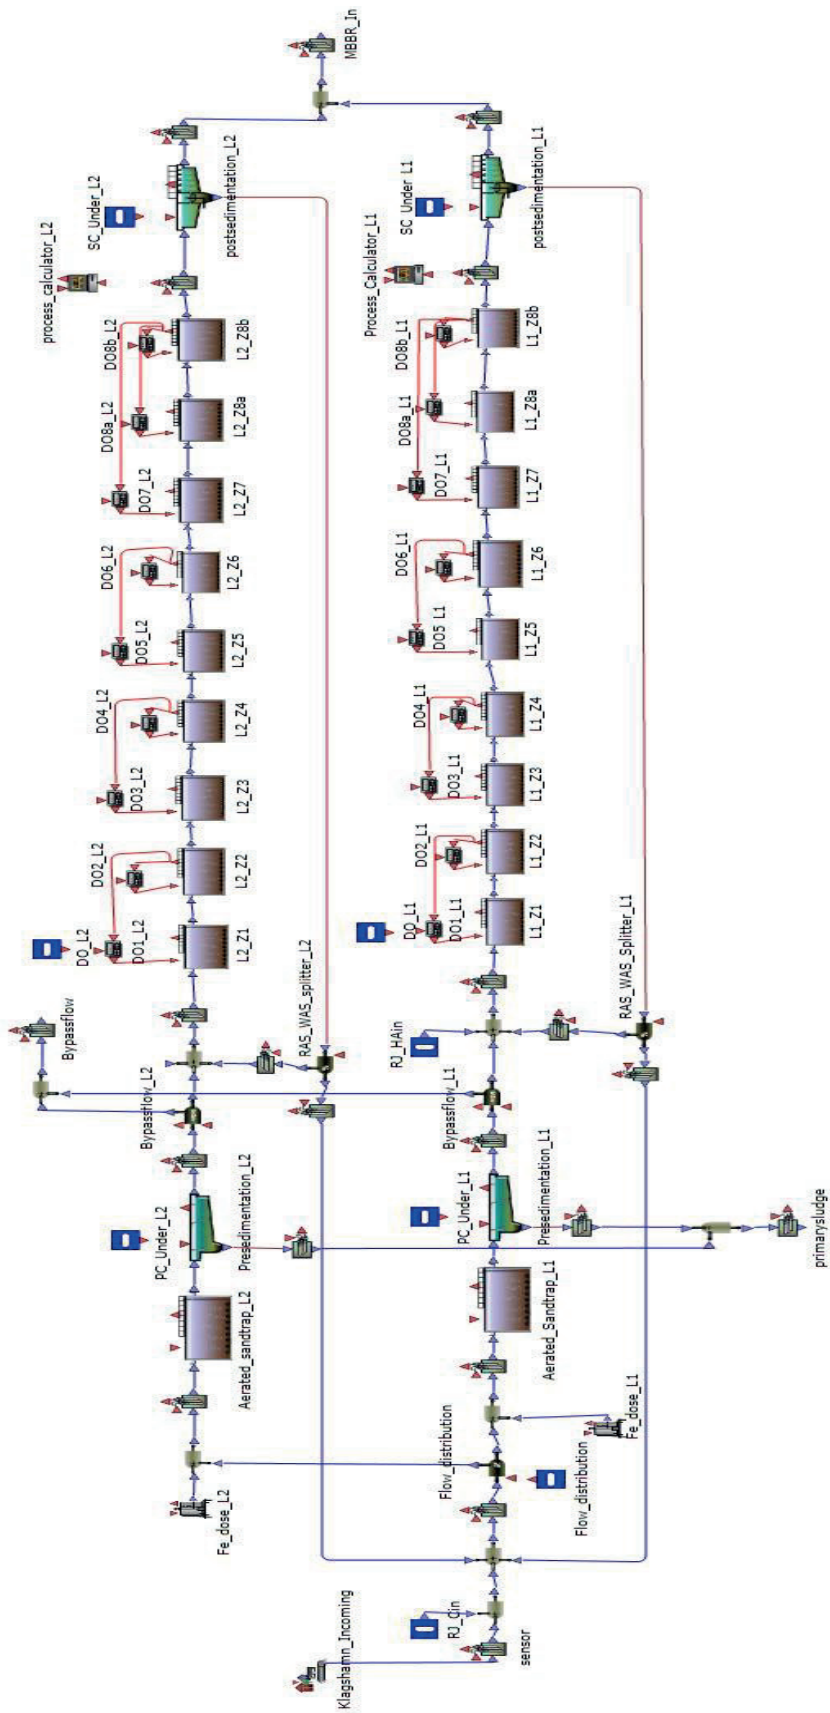 MBBR_In
SC_Under_L2
postsedimentation_L2
process_calculator_L2
DO8b_L2
L2_Z8b
DO8a_L2
L2_Z8a
DO7_L2
L2_Z7
DO6_L2
L2_Z6
DO5_L2
L2_Z5
DO4_L2
L2_Z4
DO3_L2
L2_Z3
DO2_L2
L2_Z2
DO_L2
DO1_L2
L2_Z1
RAS_WAS_splitter_L2
Bypassflow
Bypassflow_L2
PC_Under_L2
Presedimentation_L2
Aerated_sandtrap_L2
Fe_dose_L2
SC_Under_L1
postsedimentation_L1
Process_Calculator_L1
DO8b_L1
L1_Z8b
DO8a_L1
L1_Z8a
DO7_L1
L1_Z7
DO6_L1
L1_Z6
DO5_L1
L1_Z5
DO4_L1
L1_Z4
DO3_L1
L1_Z3
DO2_L1
L1_Z2
DO_L1
DO1_L1
L1_Z1
RAS_WAS_Splitter_L1
RJ_HAin
Bypassflow_L1
PC_Under_L1
Presedimentation_L1
primarysludge
Aerated_Sandtrap_L1
Fe_dose_L1
Flow_distribution
Flow_distribution
RJ_Cin
sensor
Klagshamn_Incoming